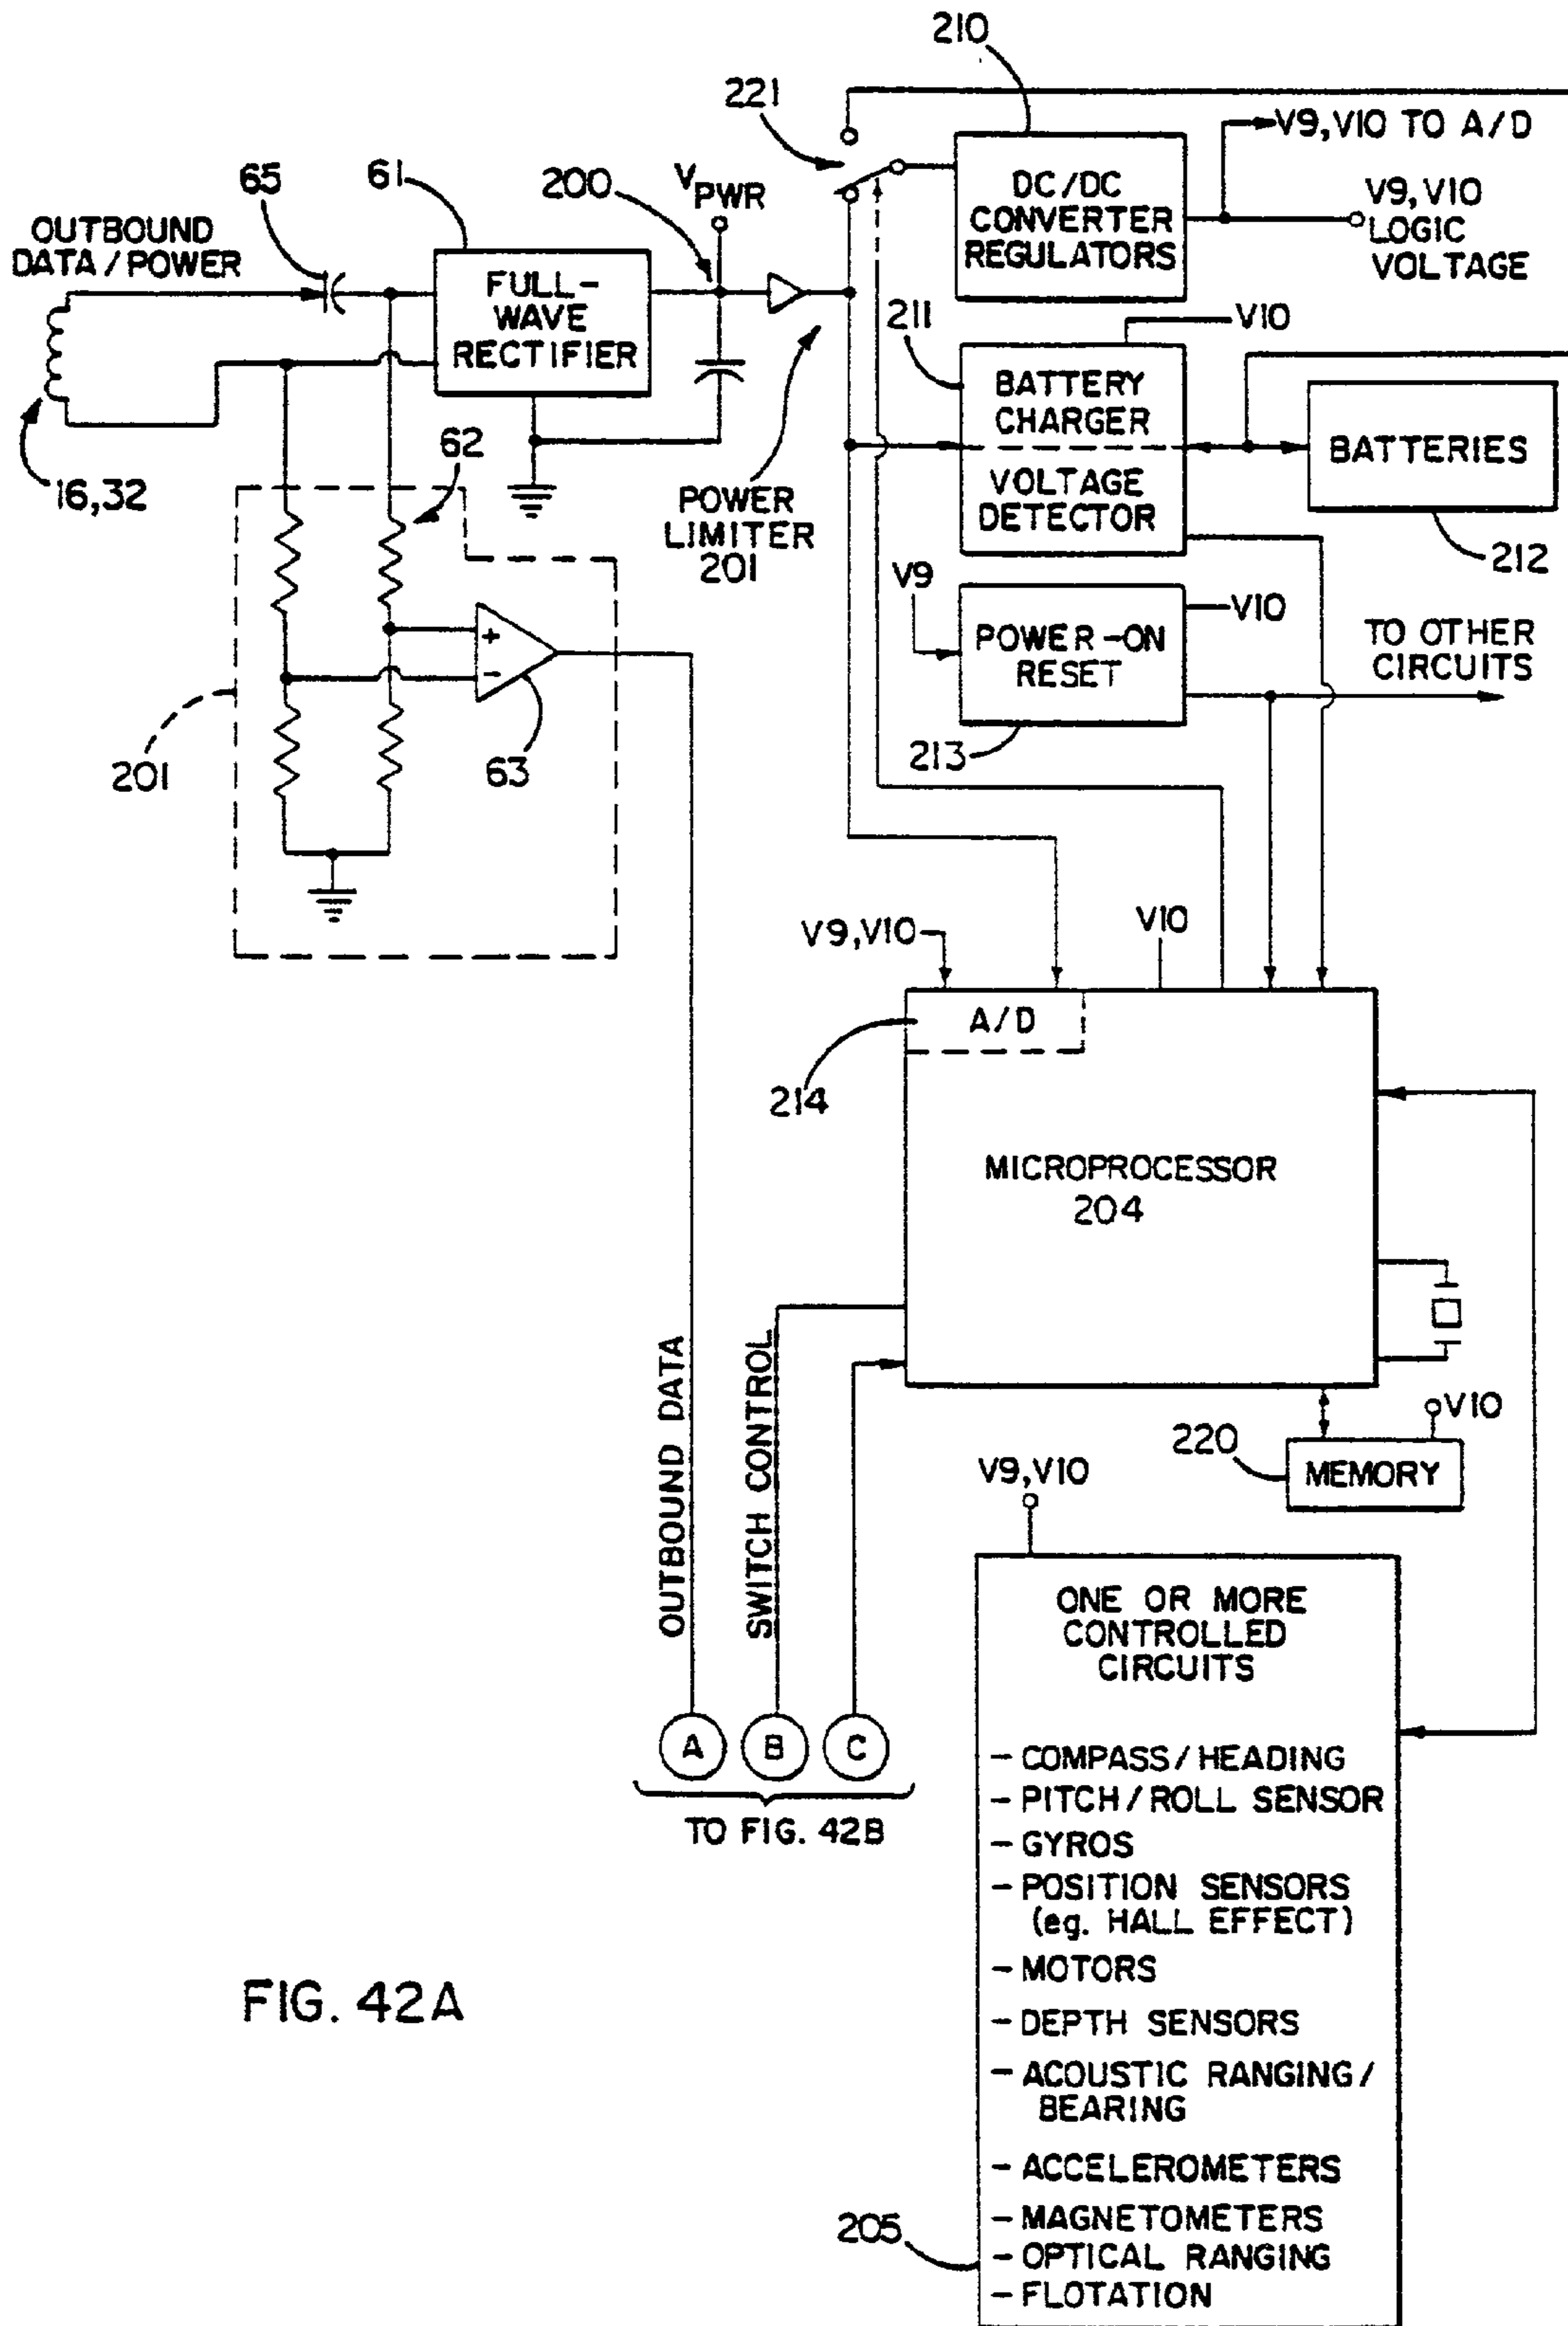 210
221
V9,V10 TO A/D
65
61
200
VPWR
OUTBOUND
DATA/POWER
FULL-
WAVE
RECTIFIER
DC/DC
CONVERTER
REGULATORS
V9, V10
LOGIC
VOLTAGE
211
V10
BATTERY
CHARGER
VOLTAGE
DETECTOR
BATTERIES
16,32
62
POWER
LIMITER
201
212
V9
V10
POWER-ON
RESET
TO OTHER
CIRCUITS
+
-
201
63
213
V9,V10
V10
A/D
214
MICROPROCESSOR
204
OUTBOUND DATA
SWITCH CONTROL
V10
220
MEMORY
V9,V10
ONE OR MORE
CONTROLLED
CIRCUITS
A
B
C
TO FIG. 42B
- COMPASS/HEADING
- PITCH/ROLL SENSOR
- GYROS
- POSITION SENSORS
(eg. HALL EFFECT)
- MOTORS
- DEPTH SENSORS
- ACOUSTIC RANGING/
BEARING
- ACCELEROMETERS
- MAGNETOMETERS
- OPTICAL RANGING
- FLOTATION
205
FIG. 42A